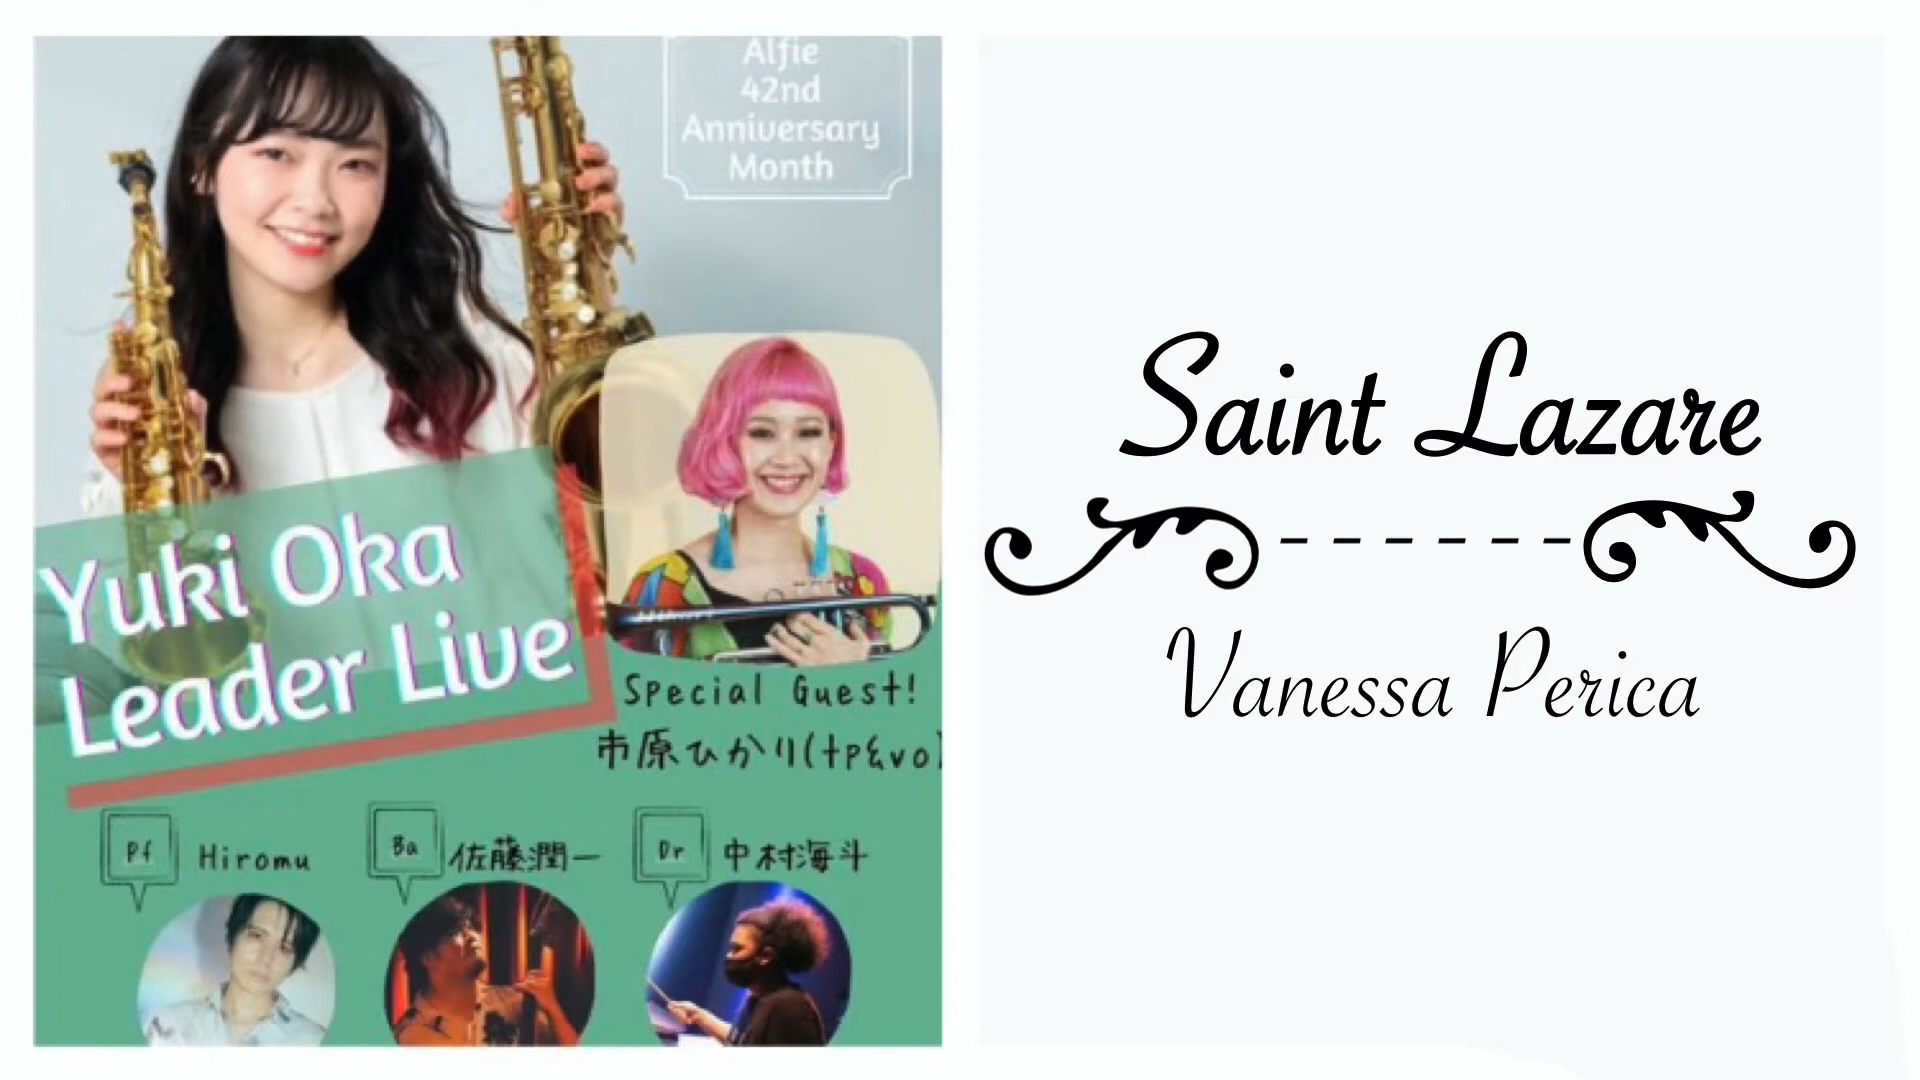 Alfie
42nd
Anniversary
Month
Yuki Oka
Leader Live
Special Guest!
市原ひかり(tp&vo)
Pf Hiromu
Ba 佐藤潤一
Dr 中村海斗
Saint Lazare
Vanessa Perica